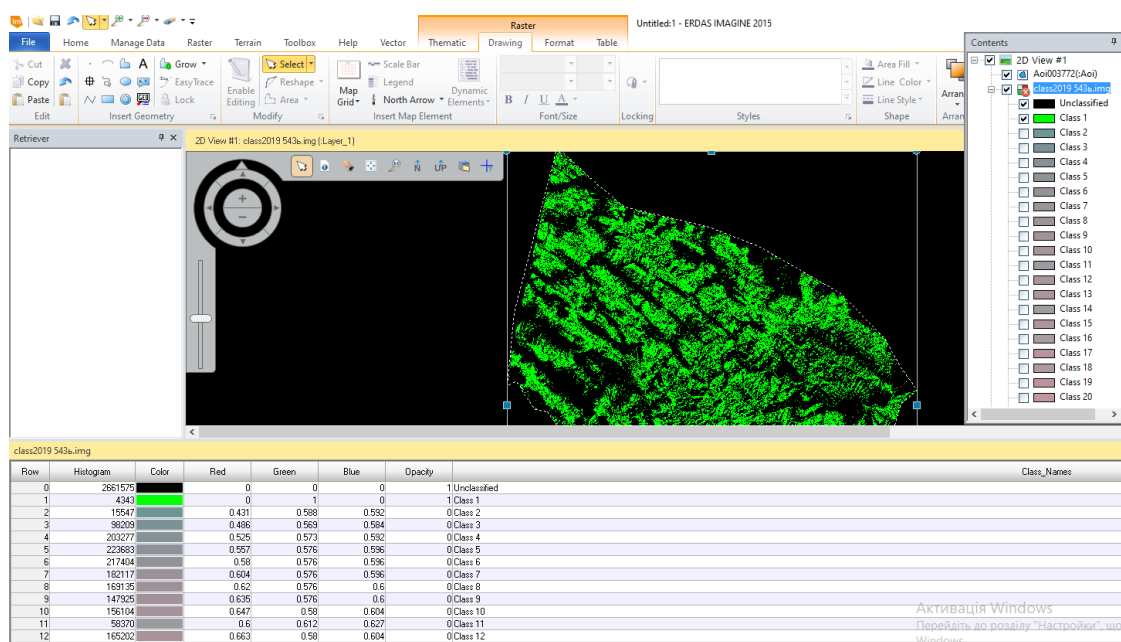 Raster
Untitled:1 - ERDAS IMAGINE 2015
File Home Manage Data Raster Terrain Toolbox Help Vector Thematic Drawing Format Table
Cut Grow Select Scale Bar Area Fill
Copy A EasyTrace Enable Editing Reshape Map Grid Legend Dynamic Elements Line Color Arran
Paste Lock Area North Arrow B I U A Line Style
Edit Insert Geometry Modify Insert Map Element Font/Size Locking Styles Shape Arran
Contents
2D View #1
Aoi003772(:Aoi)
class2019 543ь.img
Unclassified
Class 1
Class 2
Class 3
Class 4
Class 5
Class 6
Class 7
Class 8
Class 9
Class 10
Class 11
Class 12
Class 13
Class 14
Class 15
Class 16
Class 17
Class 18
Class 19
Class 20
Retriever
2D View #1: class2019 543ь.img (:Layer_1)
N UP
class2019 543ь.img
Row Histogram Color Red Green Blue Opacity Class_Names
0 2661575 0 0 0 1 Unclassified
1 4343 0 1 0 1 Class 1
2 15547 0.431 0.588 0.592 0 Class 2
3 98209 0.486 0.569 0.584 0 Class 3
4 203277 0.525 0.573 0.592 0 Class 4
5 223683 0.557 0.576 0.596 0 Class 5
6 217404 0.58 0.576 0.596 0 Class 6
7 182117 0.604 0.576 0.596 0 Class 7
8 169135 0.62 0.576 0.6 0 Class 8
9 147925 0.635 0.576 0.6 0 Class 9
10 156104 0.647 0.58 0.604 0 Class 10
11 58370 0.6 0.612 0.627 0 Class 11
12 165202 0.663 0.58 0.604 0 Class 12
Активація Windows
Перейдіть до розділу "Настройки", що
Windows